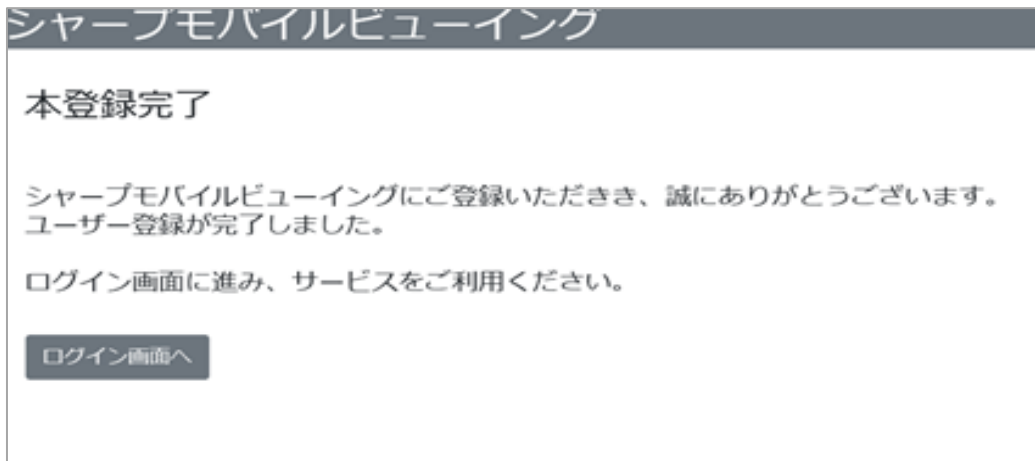 シャープモバイルビューイング
本登録完了
シャープモバイルビューイングにご登録いただきき、誠にありがとうございます。
ユーザー登録が完了しました。
ログイン画面に進み、サービスをご利用ください。
ログイン画面へ